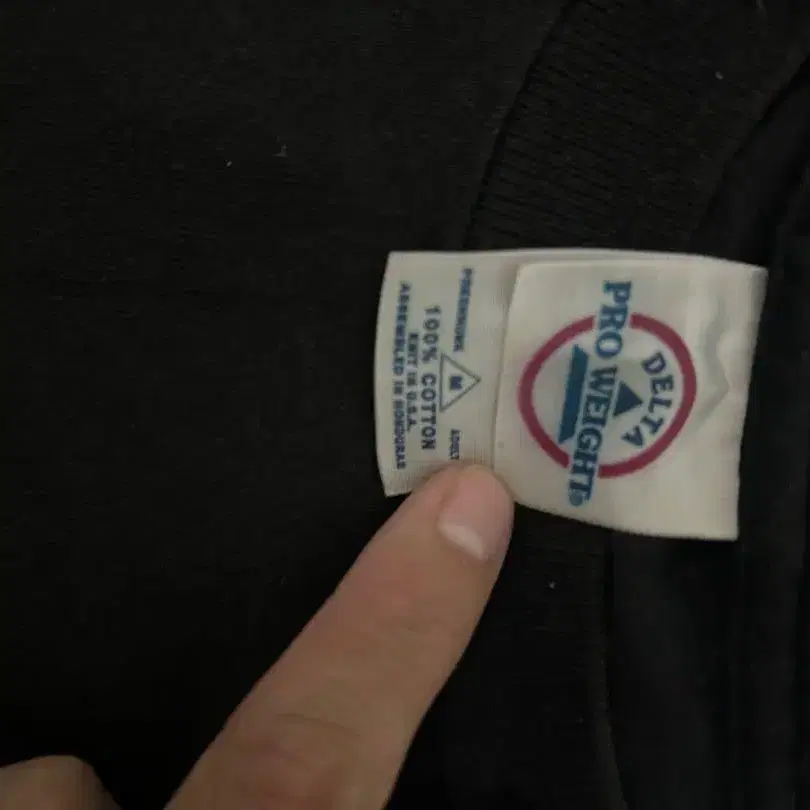 DELTA
PRO WEIGHT®
PRESHRUNK
M
ADULT
100% COTTON
KNIT IN U.S.A.
ASSEMBLED IN HONDURAS